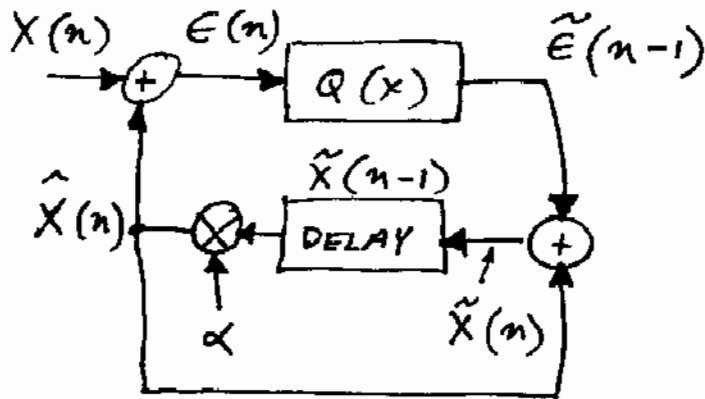 X(n)
ϵ(n)
Q(x)
ϵ̃(n-1)
+
X̂(n)
X̃(n-1)
DELAY
+
α
X̃(n)